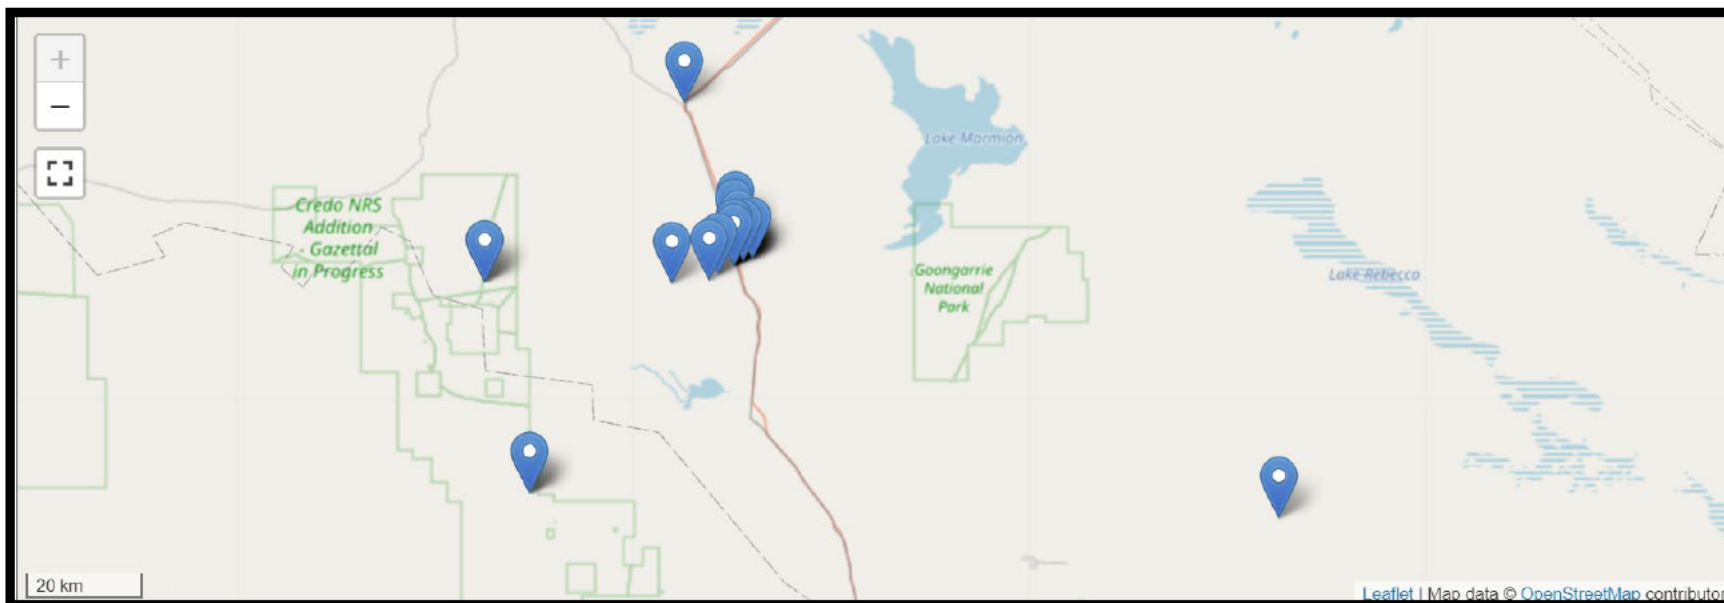 +
−
Lake Marmion
Credo NRS
Addition
- Gazettal
in Progress
Goongarrie
National
Park
Lake Rebecca
20 km
Leaflet | Map data © OpenStreetMap contributor